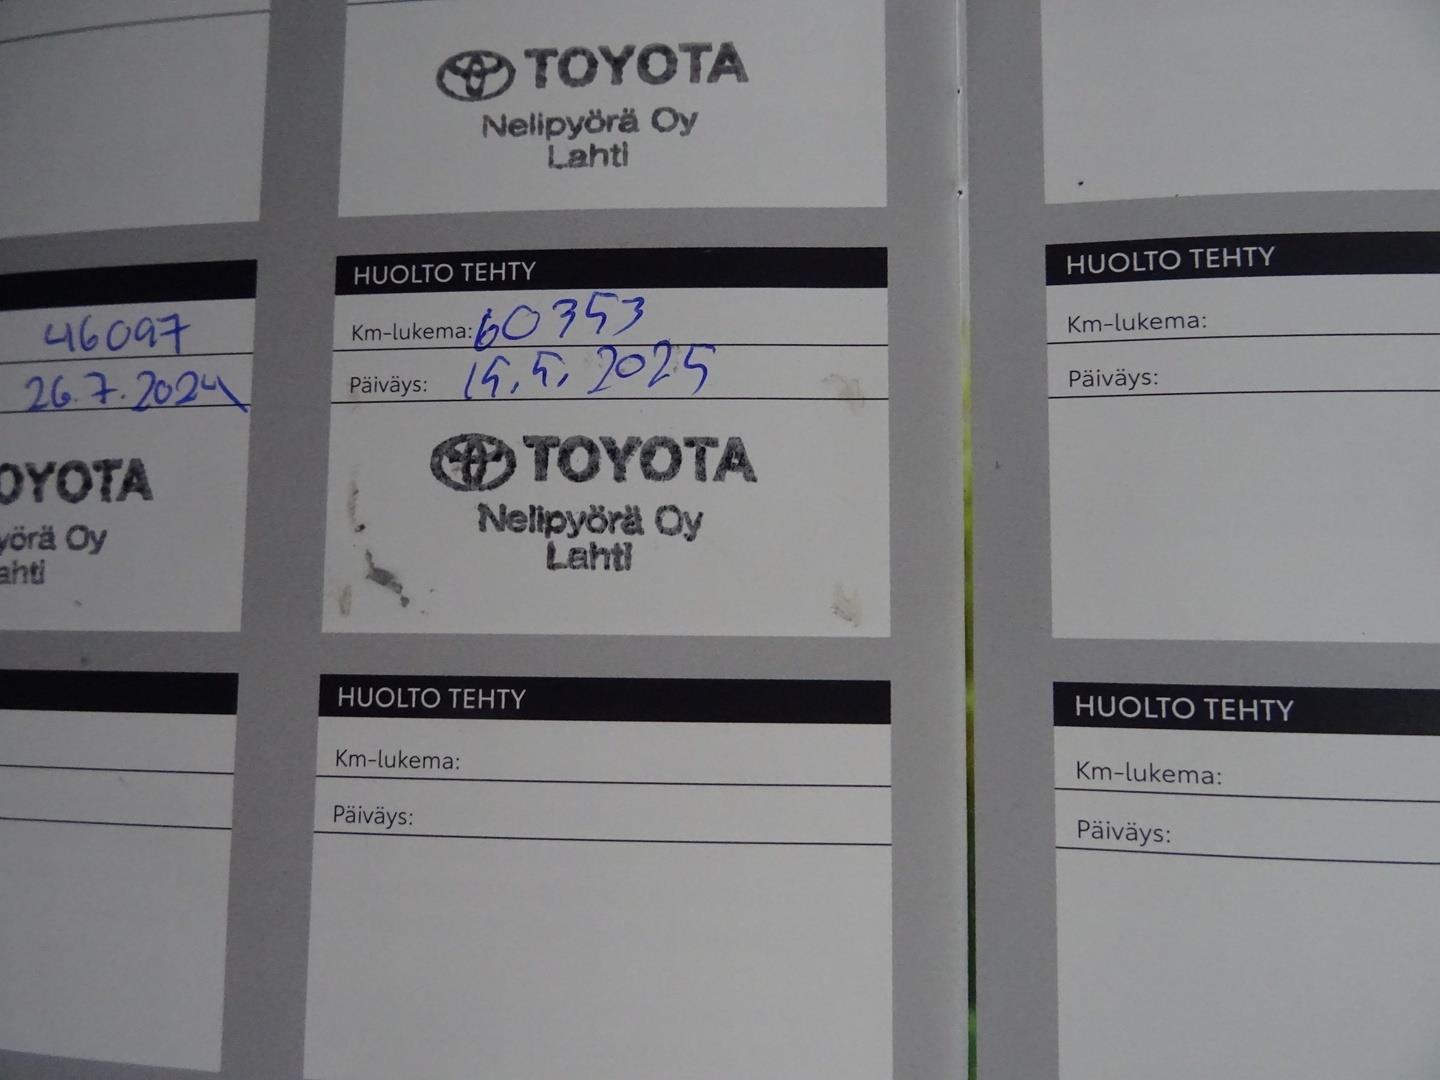 TOYOTA
Nelipyörä Oy
Lahti
46097
26.7.2024
OYOTA
yörä Oy
ahti
HUOLTO TEHTY
Km-lukema: 60353
Päiväys: 15.5.2025
TOYOTA
Nelipyörä Oy
Lahti
HUOLTO TEHTY
Km-lukema:
Päiväys:
HUOLTO TEHTY
Km-lukema:
Päiväys:
HUOLTO TEHTY
Km-lukema:
Päiväys: